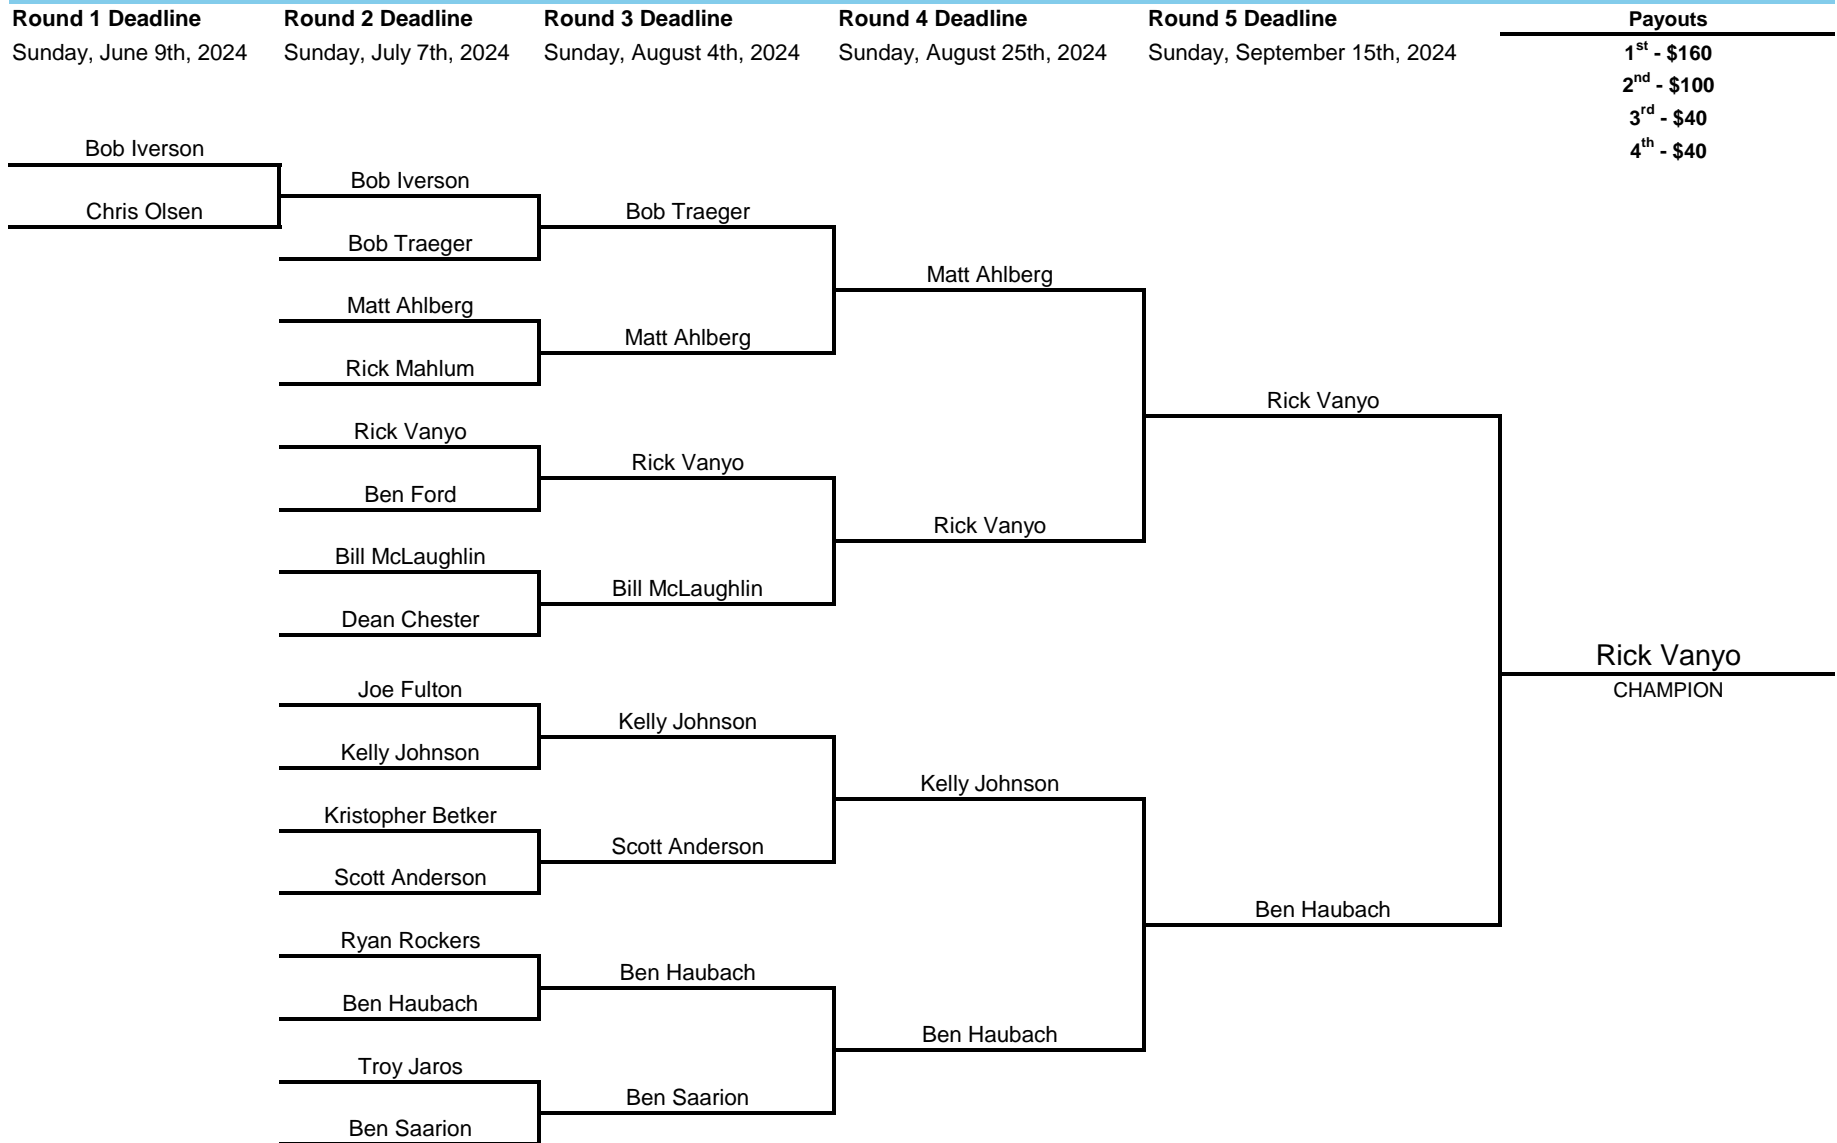 Round 1 Deadline
Round 2 Deadline
Round 3 Deadline
Round 4 Deadline
Round 5 Deadline
Payouts
Sunday, June 9th, 2024
Sunday, July 7th, 2024
Sunday, August 4th, 2024
Sunday, August 25th, 2024
Sunday, September 15th, 2024
1st - $160
2nd - $100
3rd - $40
4th - $40
Bob Iverson
Chris Olsen
Bob Iverson
Bob Traeger
Matt Ahlberg
Rick Mahlum
Rick Vanyo
Ben Ford
Bill McLaughlin
Dean Chester
Joe Fulton
Kelly Johnson
Kristopher Betker
Scott Anderson
Ryan Rockers
Ben Haubach
Troy Jaros
Ben Saarion
Bob Traeger
Matt Ahlberg
Rick Vanyo
Bill McLaughlin
Kelly Johnson
Scott Anderson
Ben Haubach
Ben Saarion
Matt Ahlberg
Rick Vanyo
Kelly Johnson
Ben Haubach
Rick Vanyo
Ben Haubach
Rick Vanyo
CHAMPION